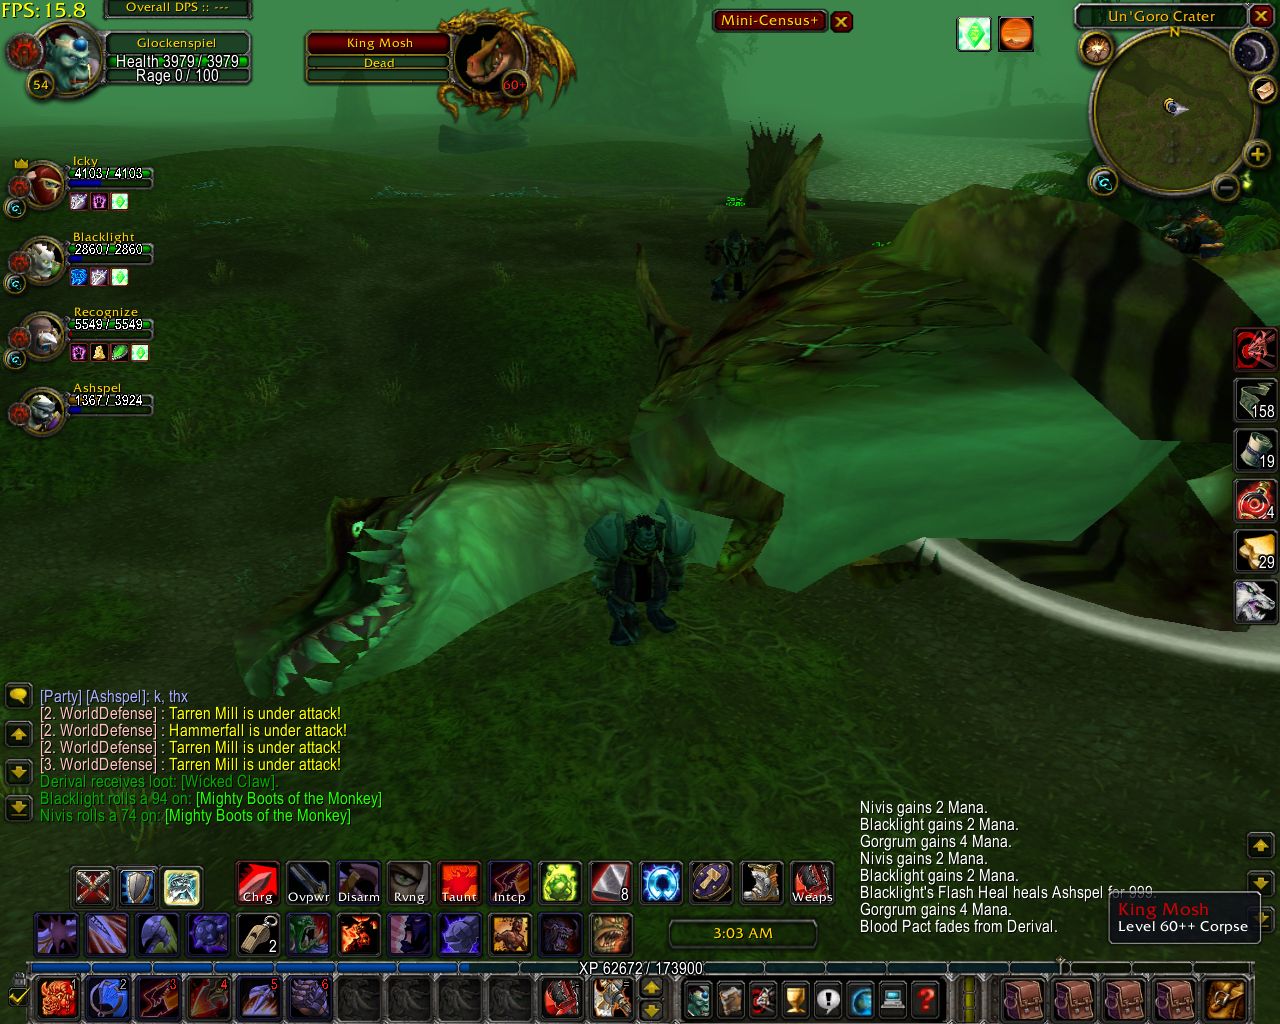 FPS: 15.8
Overall DPS :: ---
Glockenspiel
Health 3979 / 3979
Rage 0 / 100
54
King Mosh
Dead
60+
Mini-Census+
Un'Goro Crater
N
Icky
4103 / 4103
Blacklight
2860 / 2860
Recognize
5549 / 5549
Ashspel
1367 / 3924
158
19
4
29
[Party] [Ashspel]: k, thx
[2. WorldDefense] : Tarren Mill is under attack!
[2. WorldDefense] : Hammerfall is under attack!
[2. WorldDefense] : Tarren Mill is under attack!
[3. WorldDefense] : Tarren Mill is under attack!
Derival receives loot: [Wicked Claw].
Blacklight rolls a 94 on: [Mighty Boots of the Monkey]
Nivis rolls a 74 on: [Mighty Boots of the Monkey]
Nivis gains 2 Mana.
Blacklight gains 2 Mana.
Gorgrum gains 4 Mana.
Nivis gains 2 Mana.
Blacklight gains 2 Mana.
Blacklight's Flash Heal heals Ashspel for 999.
Gorgrum gains 4 Mana.
Blood Pact fades from Derival.
King Mosh
Level 60++ Corpse
Chrg
Ovpwr
Disarm
Rvng
Taunt
Intcp
8
Weaps
2
3:03 AM
XP 62672 / 173900
1
2
3
4
5
6